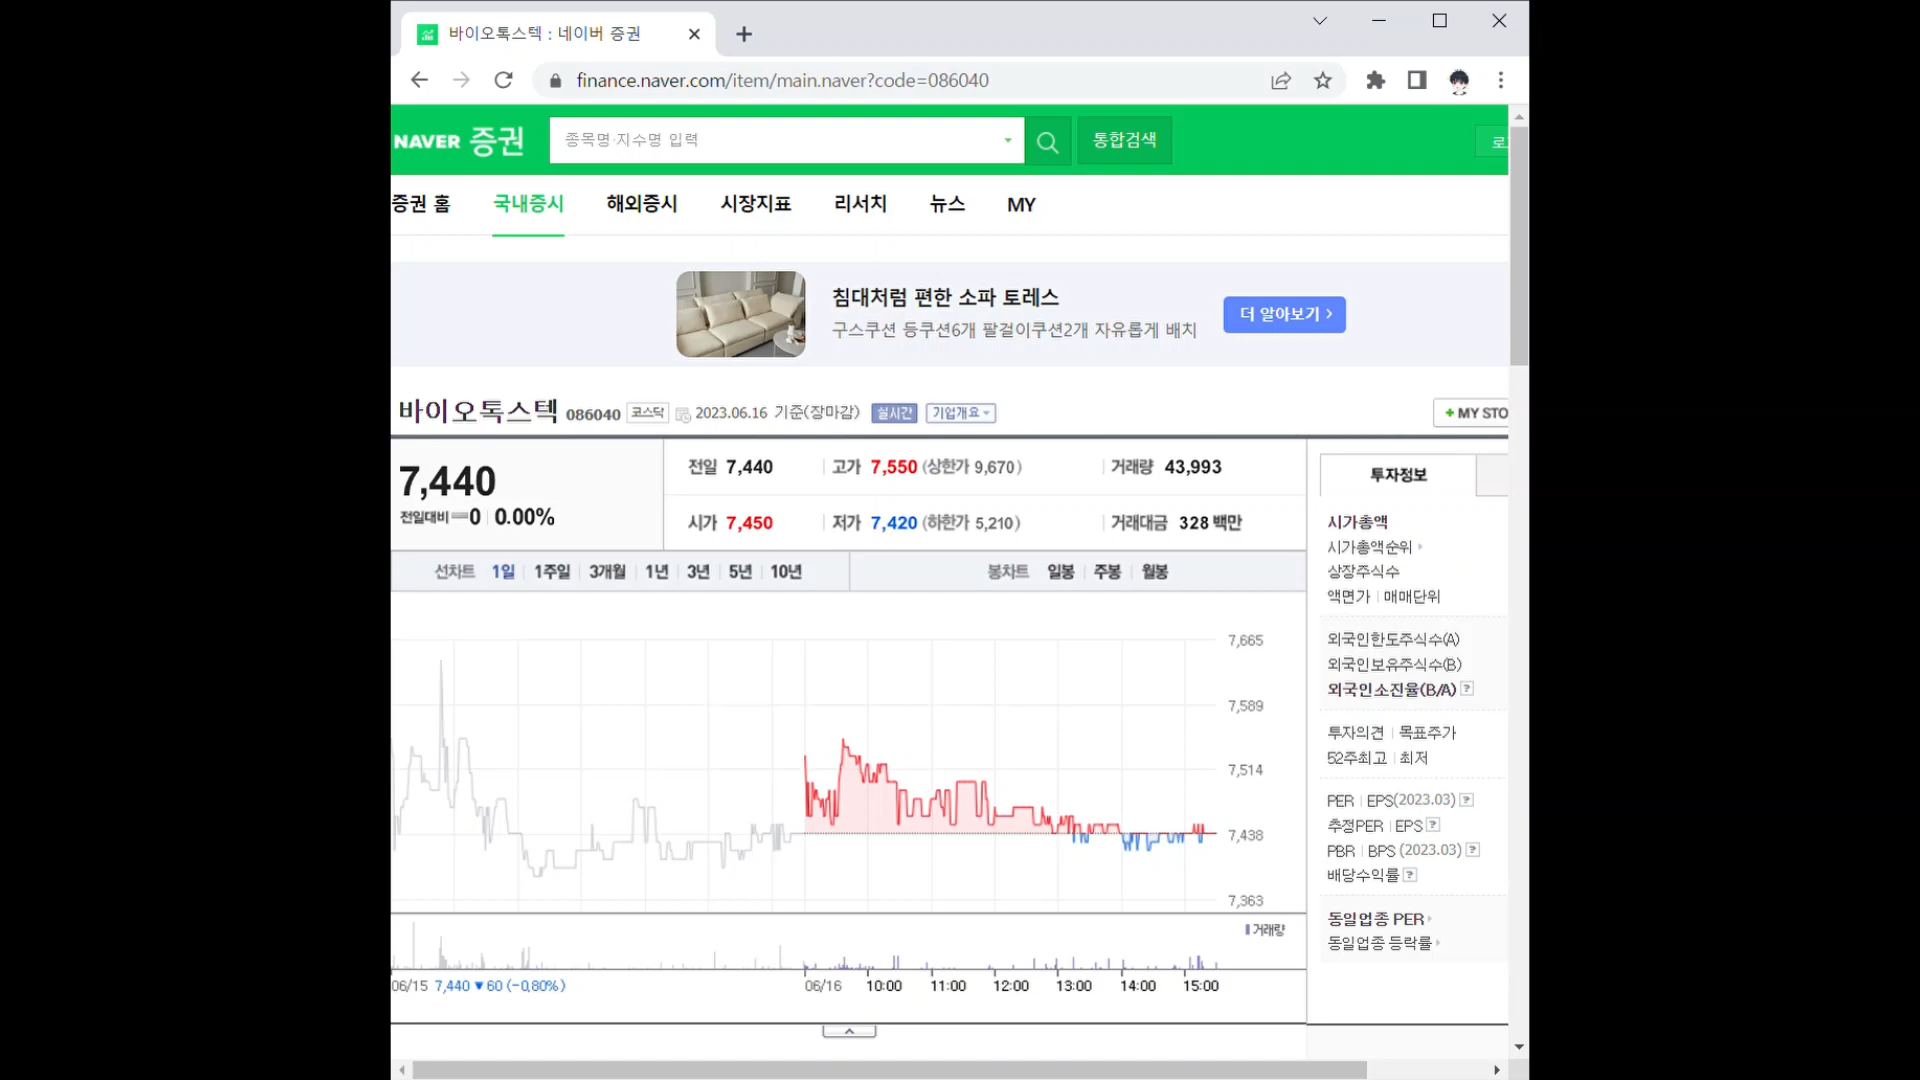 바이오톡스텍 : 네이버 증권
finance.naver.com/item/main.naver?code=086040
NAVER 증권
종목명·지수명 입력
통합검색
증권 홈 국내증시 해외증시 시장지표 리서치 뉴스 MY
침대처럼 편한 소파 토레스
구스쿠션 등쿠션6개 팔걸이쿠션2개 자유롭게 배치
더 알아보기
바이오톡스텍 086040 코스닥 2023.06.16 기준(장마감) 실시간 기업개요
+ MY STO
7,440
전일대비 0 0.00%
전일 7,440 고가 7,550 (상한가 9,670) 거래량 43,993
시가 7,450 저가 7,420 (하한가 5,210) 거래대금 328 백만
선차트 1일 1주일 3개월 1년 3년 5년 10년 봉차트 일봉 주봉 월봉
7,665
7,589
7,514
7,438
7,363
거래량
06/15 7,440 ▼60 (-0,80%) 06/16 10:00 11:00 12:00 13:00 14:00 15:00
투자정보
시가총액
시가총액순위
상장주식수
액면가 | 매매단위
외국인한도주식수(A)
외국인보유주식수(B)
외국인소진율(B/A) ?
투자의견 | 목표주가
52주최고 | 최저
PER | EPS(2023.03) ?
추정PER | EPS ?
PBR | BPS (2023.03) ?
배당수익률 ?
동일업종 PER
동일업종 등락률